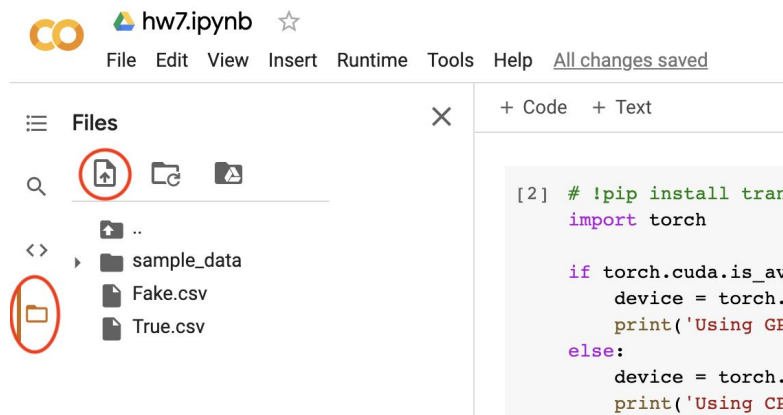 hw7.ipynb
File Edit View Insert Runtime Tools Help All changes saved
Files
+ Code + Text
..
sample_data
Fake.csv
True.csv
[2] # !pip install tran
import torch
if torch.cuda.is_av
device = torch.
print('Using GP
else:
device = torch.
print('Using CP